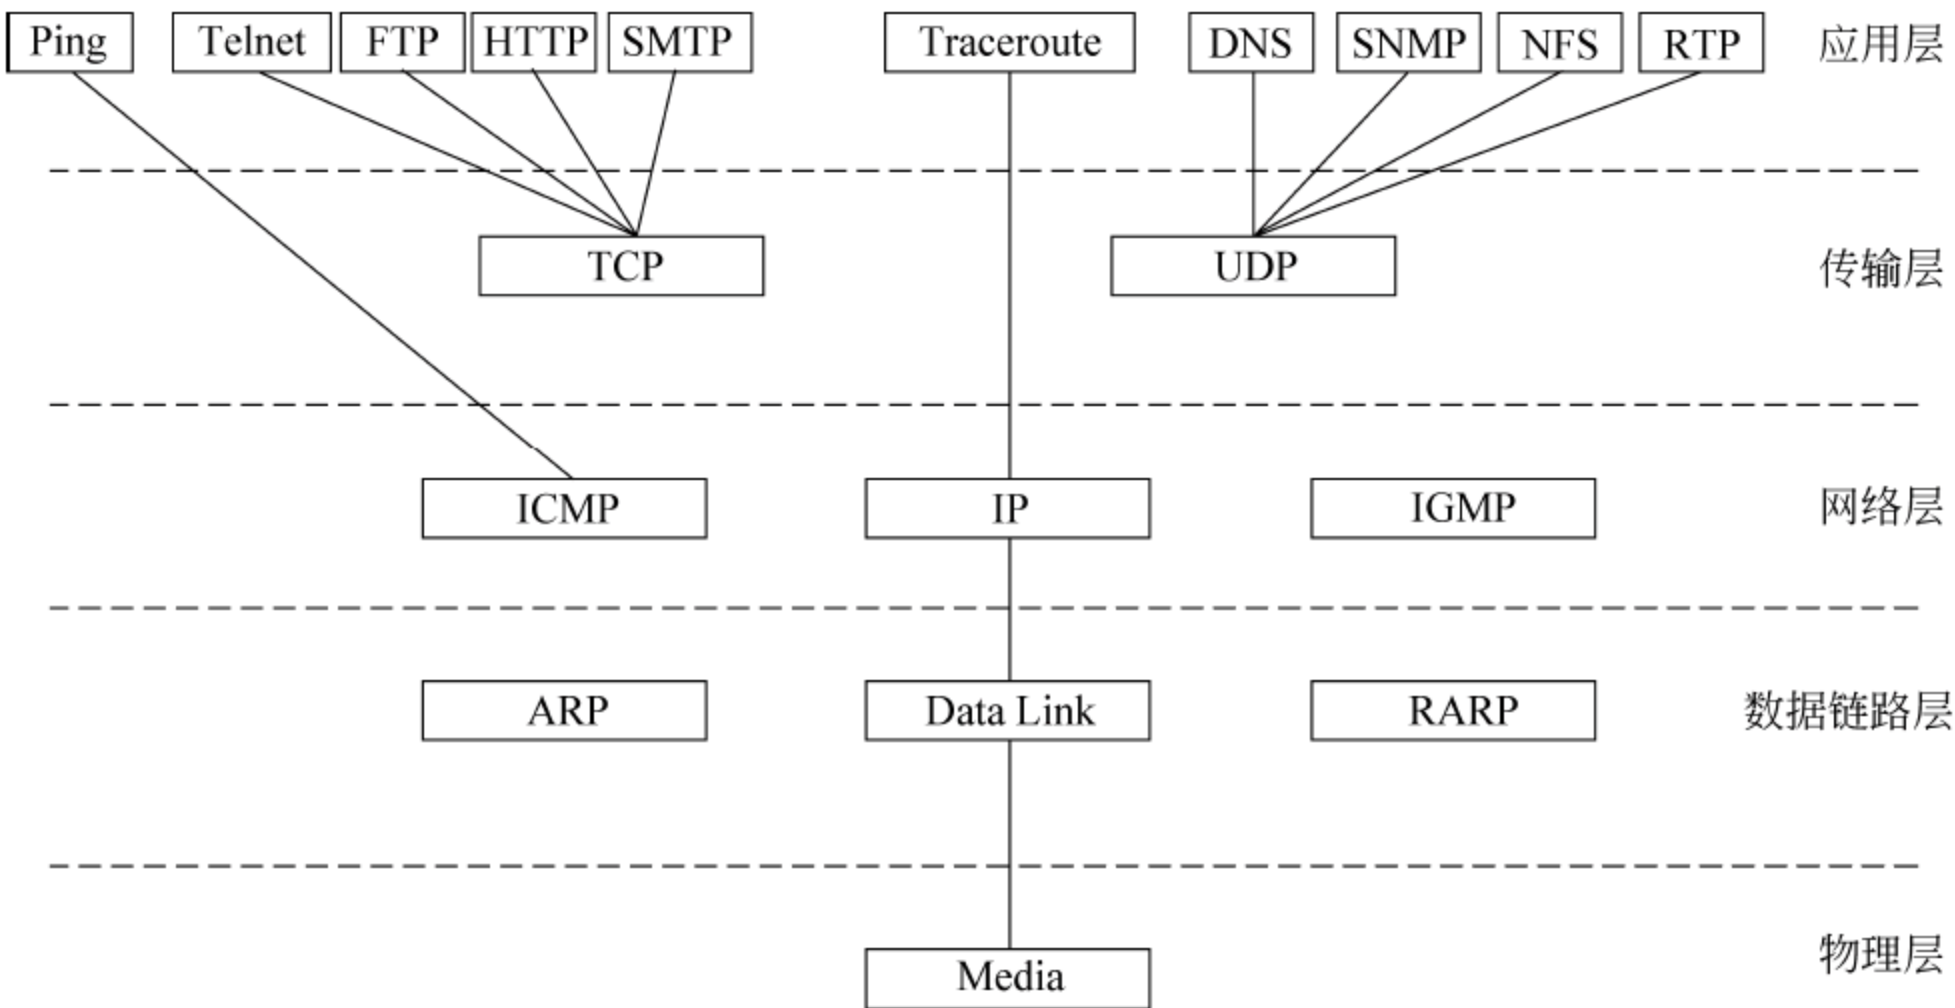 Ping Telnet FTP HTTP SMTP Traceroute DNS SNMP NFS RTP 应用层
TCP UDP 传输层
ICMP IP IGMP 网络层
ARP Data Link RARP 数据链路层
Media 物理层